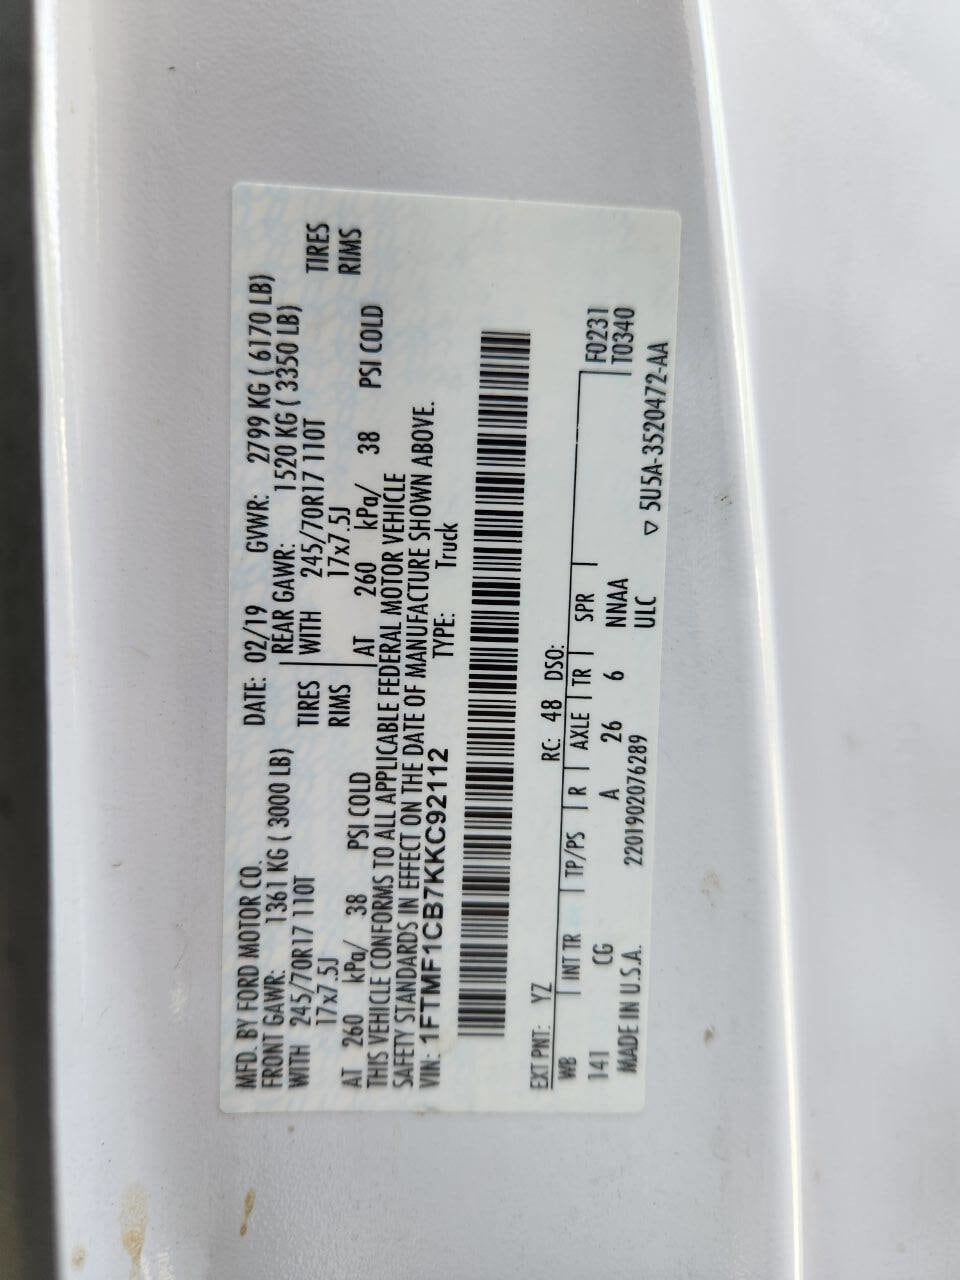 MFD. BY FORD MOTOR CO. DATE: 02/19 GVWR: 2799 KG ( 6170 LB)
FRONT GAWR: 1361 KG ( 3000 LB) REAR GAWR: 1520 KG ( 3350 LB)
WITH 245/70R17 110T TIRES WITH 245/70R17 110T TIRES
17x7.5J RIMS 17x7.5J RIMS
AT 260 kPa/ 38 PSI COLD AT 260 kPa/ 38 PSI COLD
THIS VEHICLE CONFORMS TO ALL APPLICABLE FEDERAL MOTOR VEHICLE
SAFETY STANDARDS IN EFFECT ON THE DATE OF MANUFACTURE SHOWN ABOVE.
VIN: 1FTMF1CB7KKC92112 TYPE: Truck
EXT PNT: YZ RC: 48 DSO:
WB INT TR TP/PS R AXLE TR SPR F0231
141 CG A 26 6 NNAA T0340
MADE IN U.S.A. 2201902076289 ULC ▽ 5U5A-3520472-AA